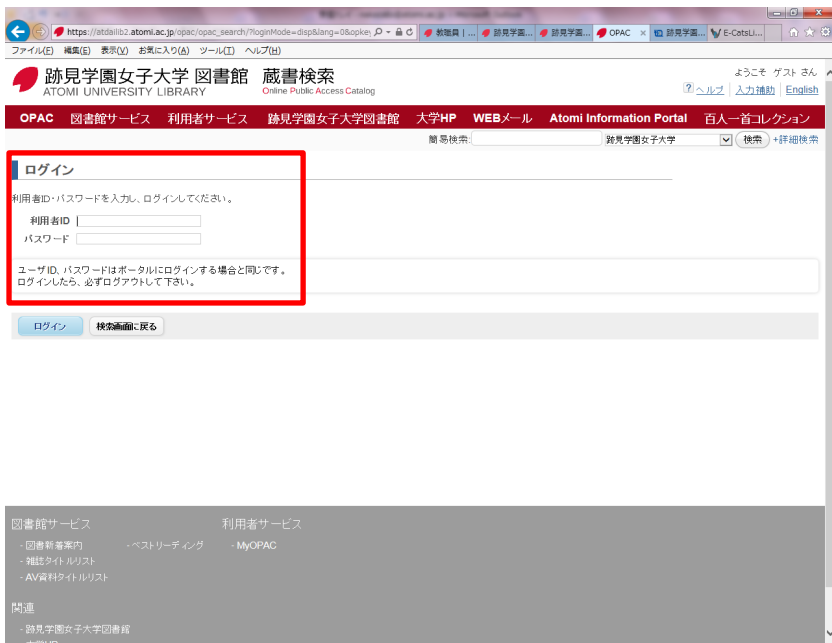 https://atdailib2.atomi.ac.jp/opac/opac_search/?loginMode=disp&lang=0&opkey
教職員 | ... 跡見学園... 跡見学園... OPAC × 跡見学園... E-CatsLi...
ファイル(F) 編集(E) 表示(V) お気に入り(A) ツール(T) ヘルプ(H)
跡見学園女子大学 図書館 蔵書検索
ATOMI UNIVERSITY LIBRARY Online Public Access Catalog
ようこそ ゲスト さん
? ヘルプ 入力補助 English
OPAC 図書館サービス 利用者サービス 跡見学園女子大学図書館 大学HP WEBメール Atomi Information Portal 百人一首コレクション
簡易検索: 跡見学園女子大学 検索 +詳細検索
ログイン
利用者ID・パスワードを入力し、ログインしてください。
利用者ID
パスワード
ユーザID、パスワードはポータルにログインする場合と同じです。
ログインしたら、必ずログアウトして下さい。
ログイン 検索画面に戻る
図書館サービス 利用者サービス
- 図書新着案内 - ベストリーディング - MyOPAC
- 雑誌タイトルリスト
- AV資料タイトルリスト
関連
- 跡見学園女子大学図書館